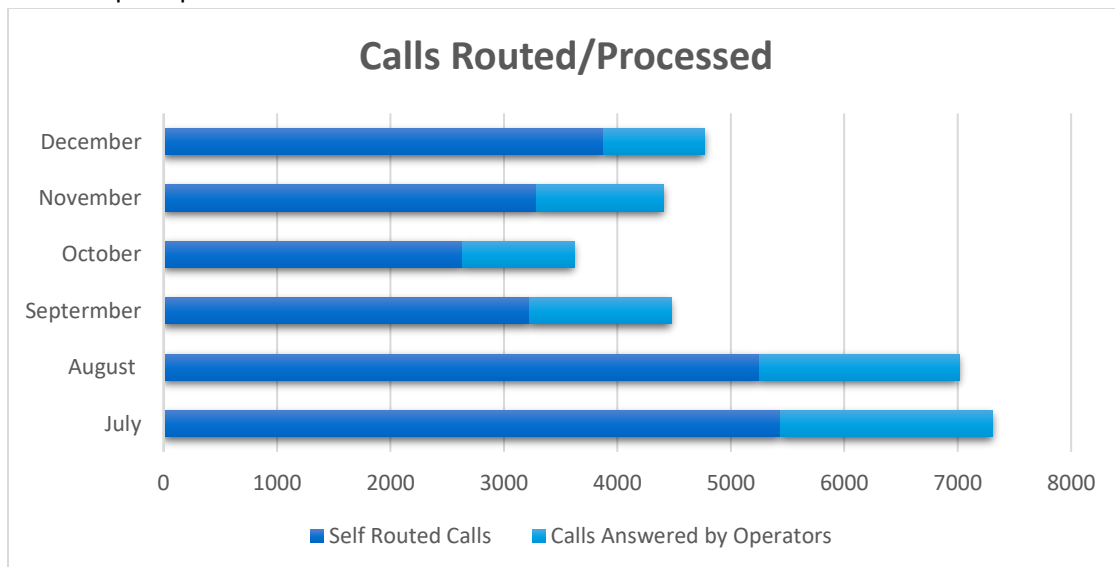 Calls Routed/Processed
December
November
October
Septermber
August
July
0 1000 2000 3000 4000 5000 6000 7000 8000
Self Routed Calls Calls Answered by Operators